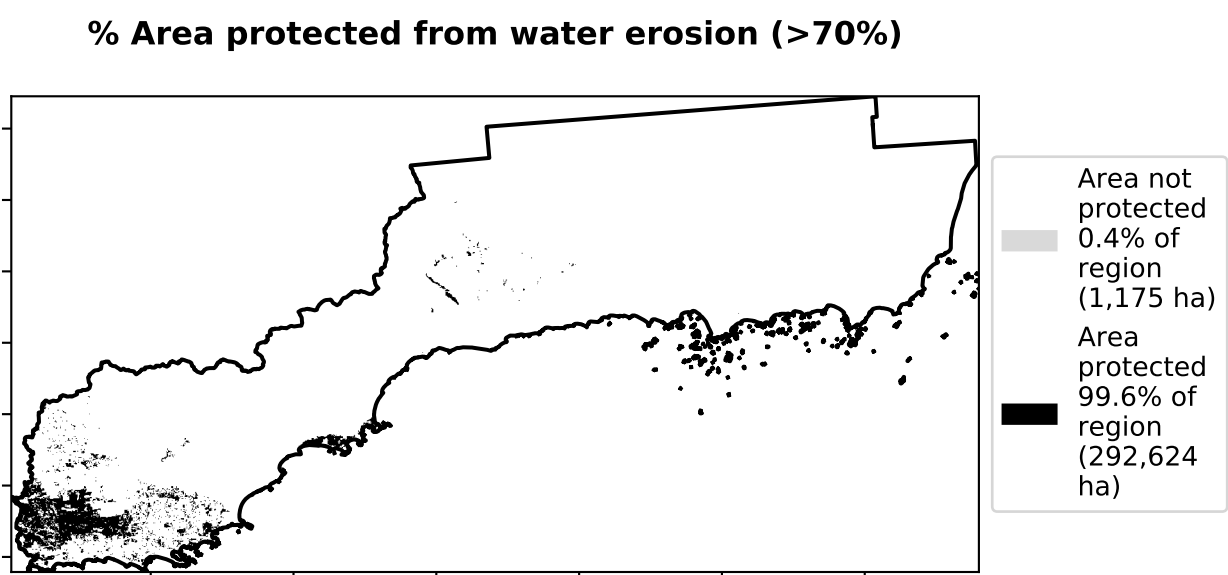 % Area protected from water erosion (>70%)
Area not
protected
0.4% of
region
(1,175 ha)
Area
protected
99.6% of
region
(292,624
ha)